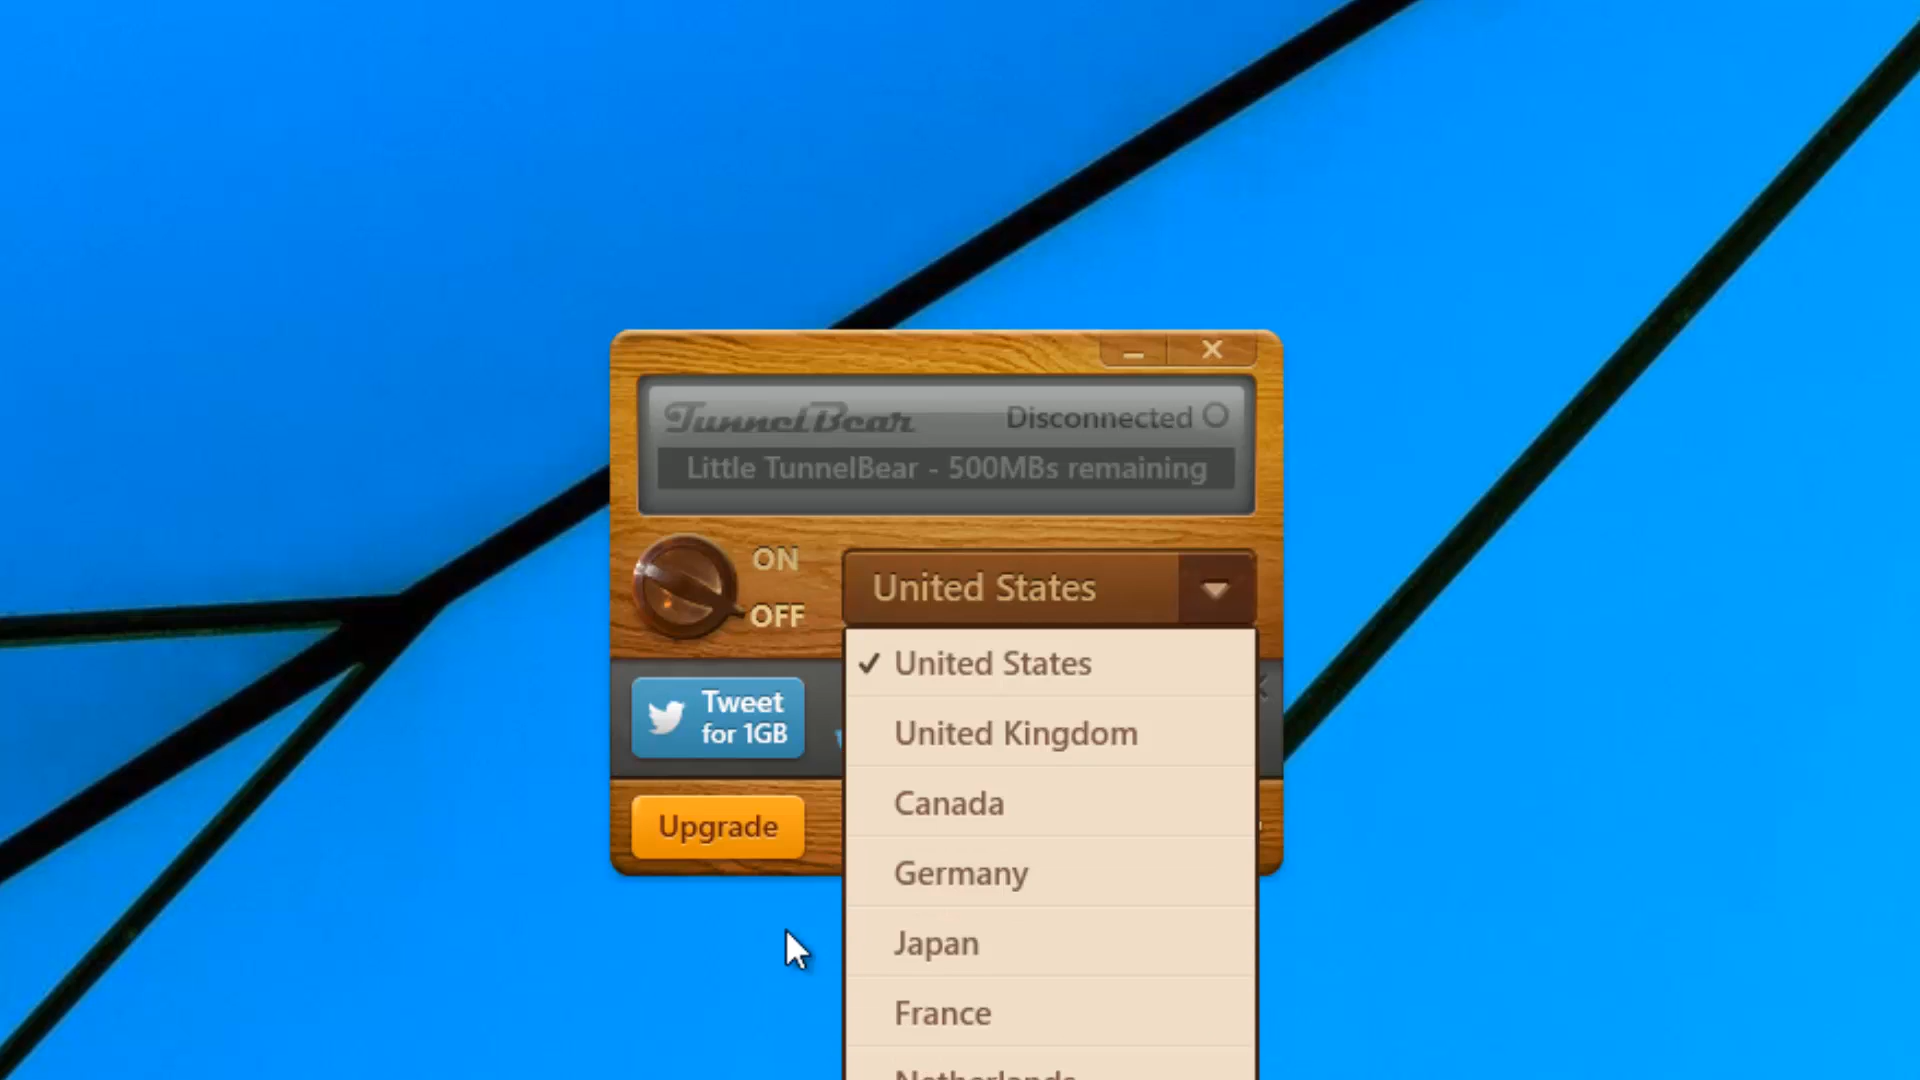 TunnelBear Disconnected
Little TunnelBear - 500MBs remaining
ON
OFF
United States
United States
United Kingdom
Canada
Germany
Japan
France
Netherlands
Tweet
for 1GB
Upgrade